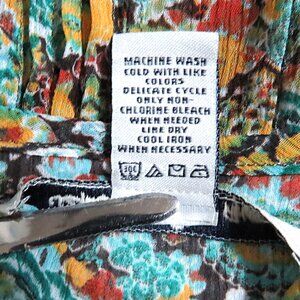 MACHINE WASH
COLD WITH LIKE
COLORS
DELICATE CYCLE
ONLY NON-
CHLORINE BLEACH
WHEN NEEDED
LINE DRY
COOL IRON
WHEN NECESSARY
30C